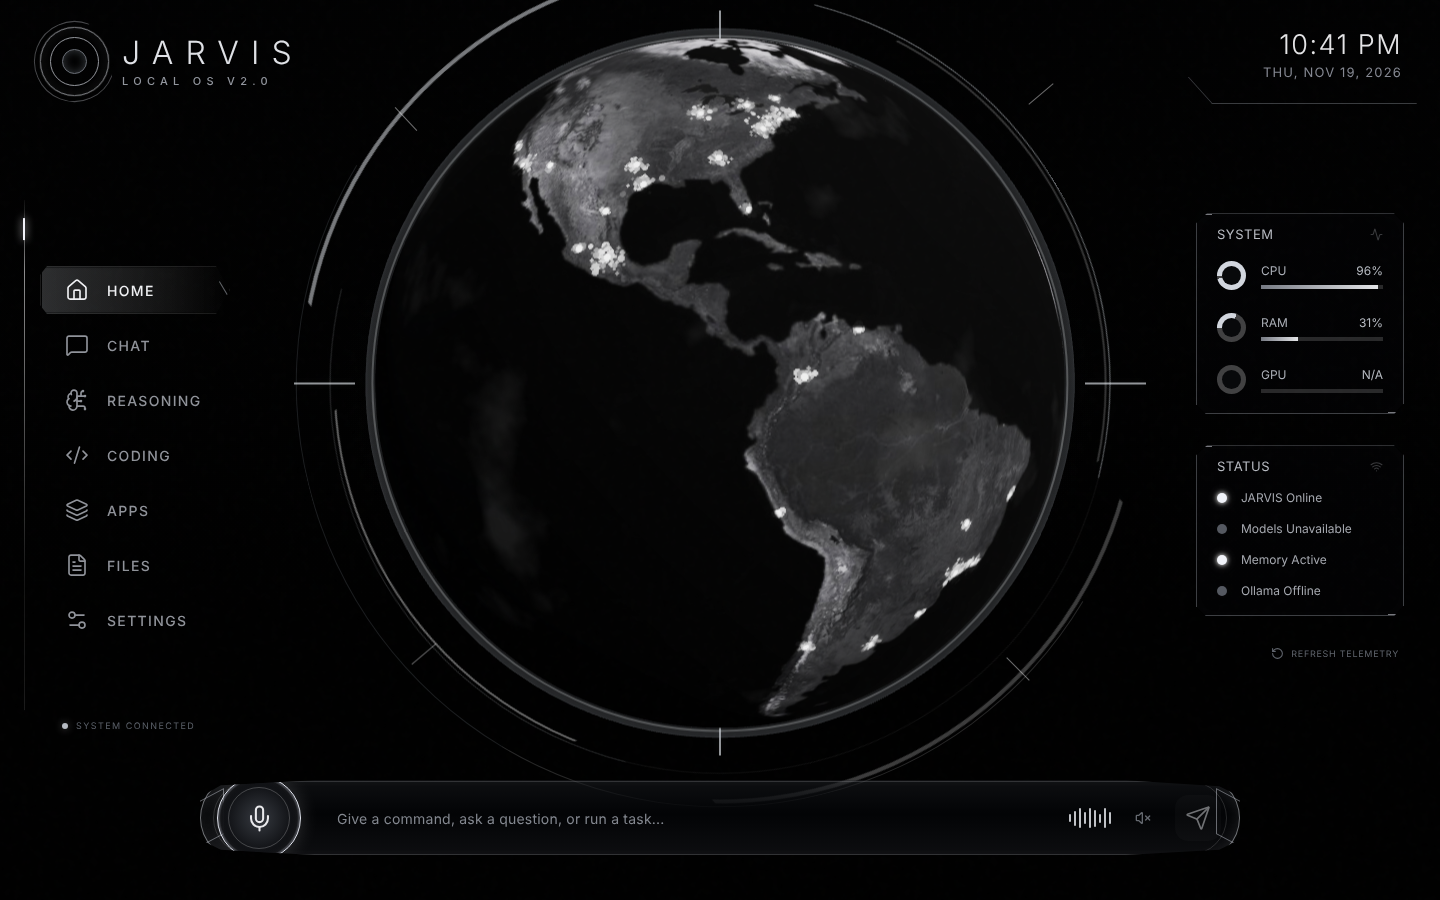 JARVIS
LOCAL OS V2.0
10:41 PM
THU, NOV 19, 2026
HOME
CHAT
REASONING
CODING
APPS
FILES
SETTINGS
SYSTEM CONNECTED
SYSTEM
CPU 96%
RAM 31%
GPU N/A
STATUS
JARVIS Online
Models Unavailable
Memory Active
Ollama Offline
REFRESH TELEMETRY
Give a command, ask a question, or run a task...